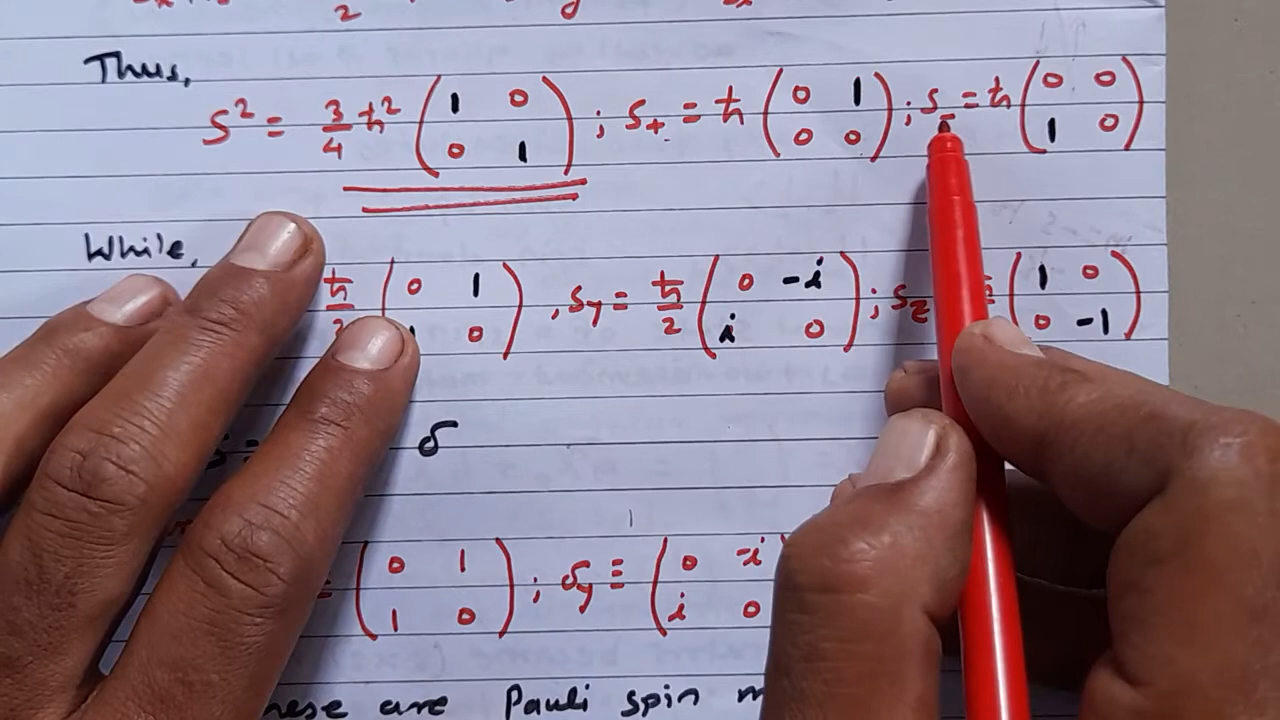 2
Thus,
S² = 3/4 ħ² ( 1 0 ; 0 1 ) ; S₊ = ħ ( 0 1 ; 0 0 ) ; S₋ = ħ ( 0 0 ; 1 0 )
While,
ħ/2 ( 0 1 ; 1 0 ) , Sy = ħ/2 ( 0 -i ; i 0 ) ; Sz ( 1 0 ; 0 -1 )
σ
( 0 1 ; 1 0 ) ; σy ≡ ( 0 -i ; i 0
are Pauli spin